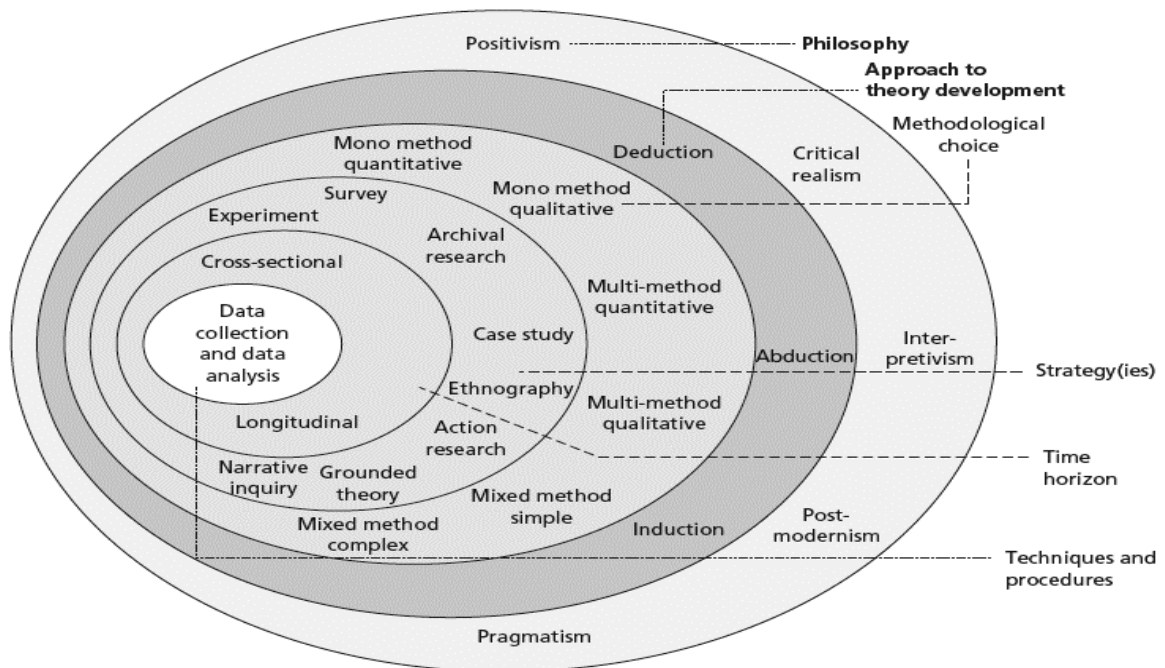 Positivism
Philosophy
Approach to
theory development
Methodological
choice
Mono method
quantitative
Deduction
Critical
realism
Survey
Mono method
qualitative
Experiment
Archival
research
Cross-sectional
Multi-method
quantitative
Data
collection
and data
analysis
Case study
Abduction
Inter-
pretivism
Strategy(ies)
Ethnography
Multi-method
qualitative
Longitudinal
Action
research
Time
horizon
Narrative
inquiry
Grounded
theory
Mixed method
simple
Mixed method
complex
Induction
Post-
modernism
Techniques and
procedures
Pragmatism